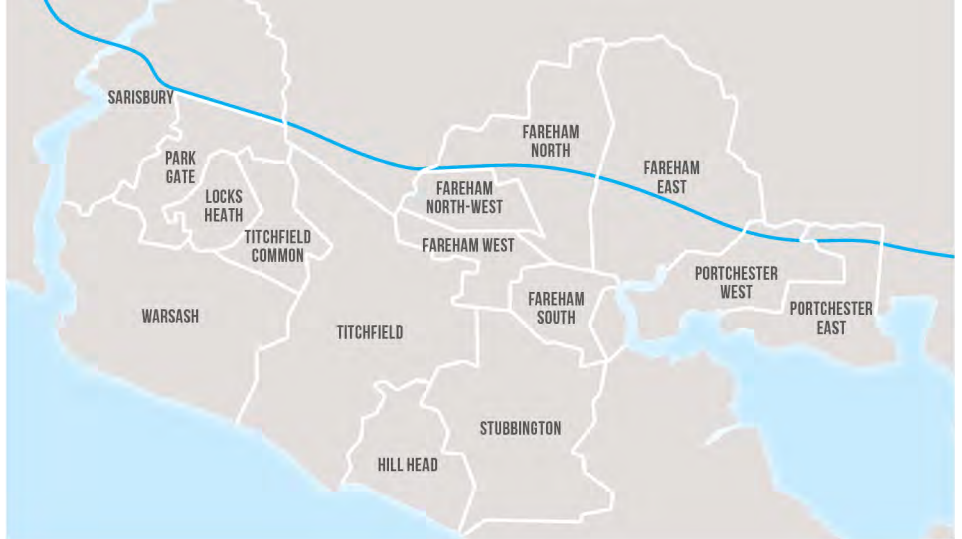 SARISBURY
PARK
GATE
LOCKS
HEATH
TITCHFIELD
COMMON
WARSASH
TITCHFIELD
HILL HEAD
STUBBINGTON
FAREHAM
NORTH
FAREHAM
EAST
FAREHAM
NORTH-WEST
FAREHAM WEST
FAREHAM
SOUTH
PORTCHESTER
WEST
PORTCHESTER
EAST